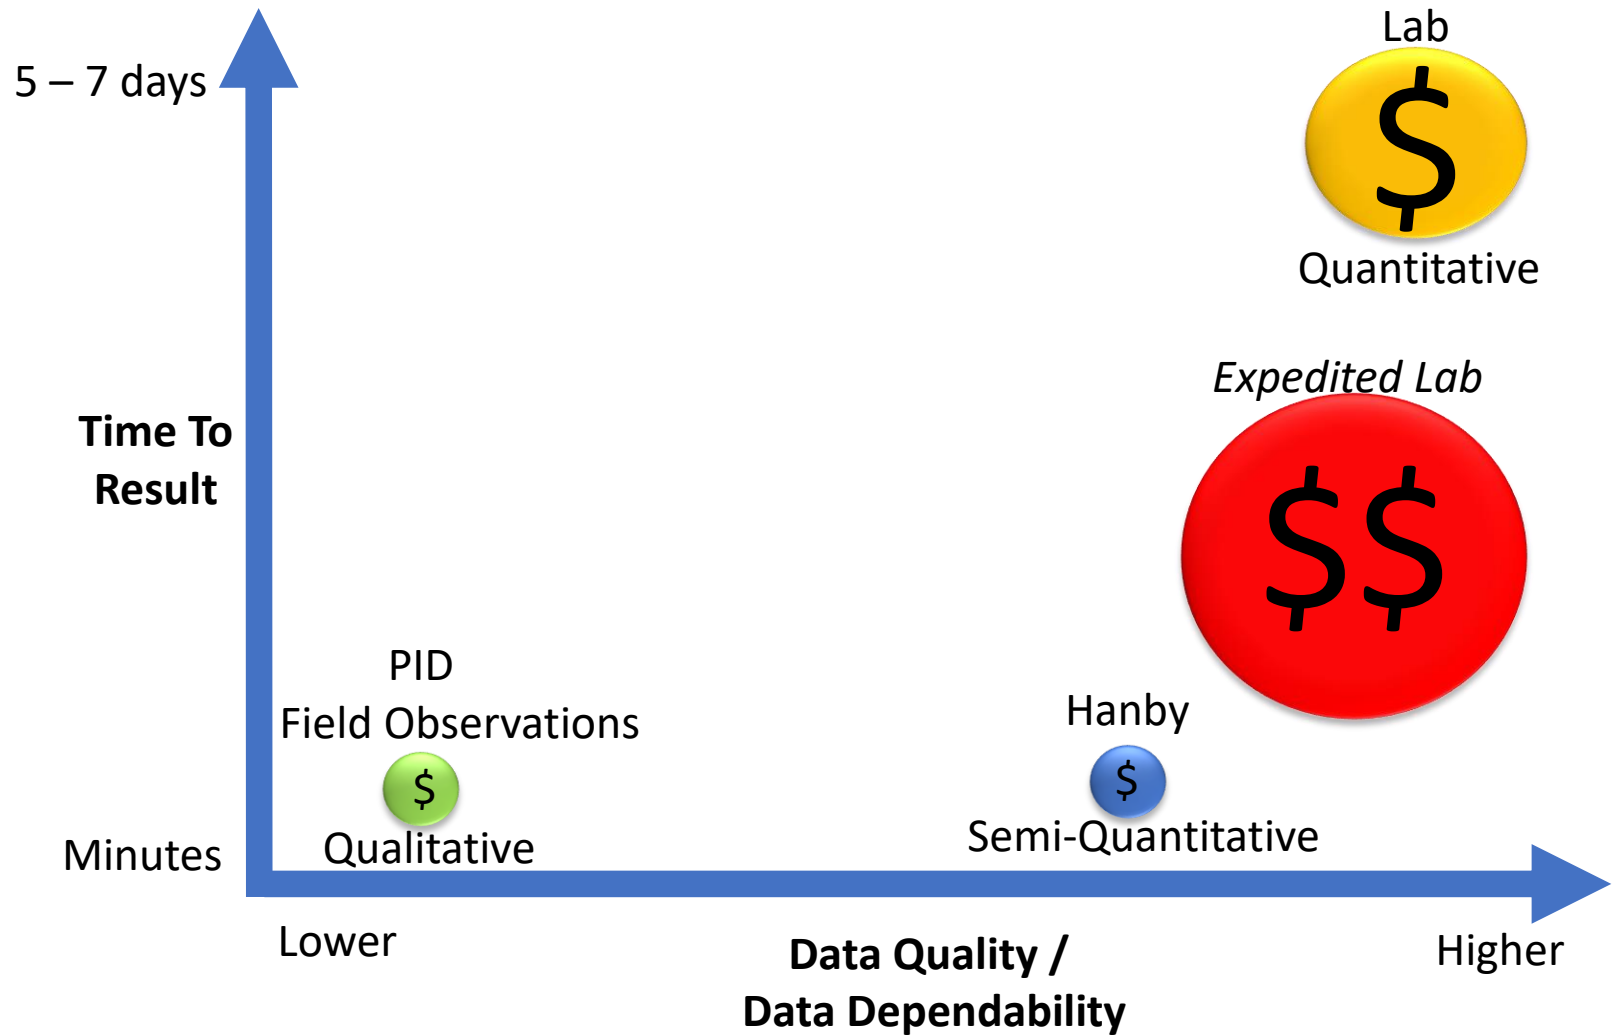 Lab
5 – 7 days
$
Quantitative
Expedited Lab
Time To
Result
$$
PID
Field Observations
$
Qualitative
Hanby
$
Semi-Quantitative
Minutes
Lower
Data Quality /
Data Dependability
Higher